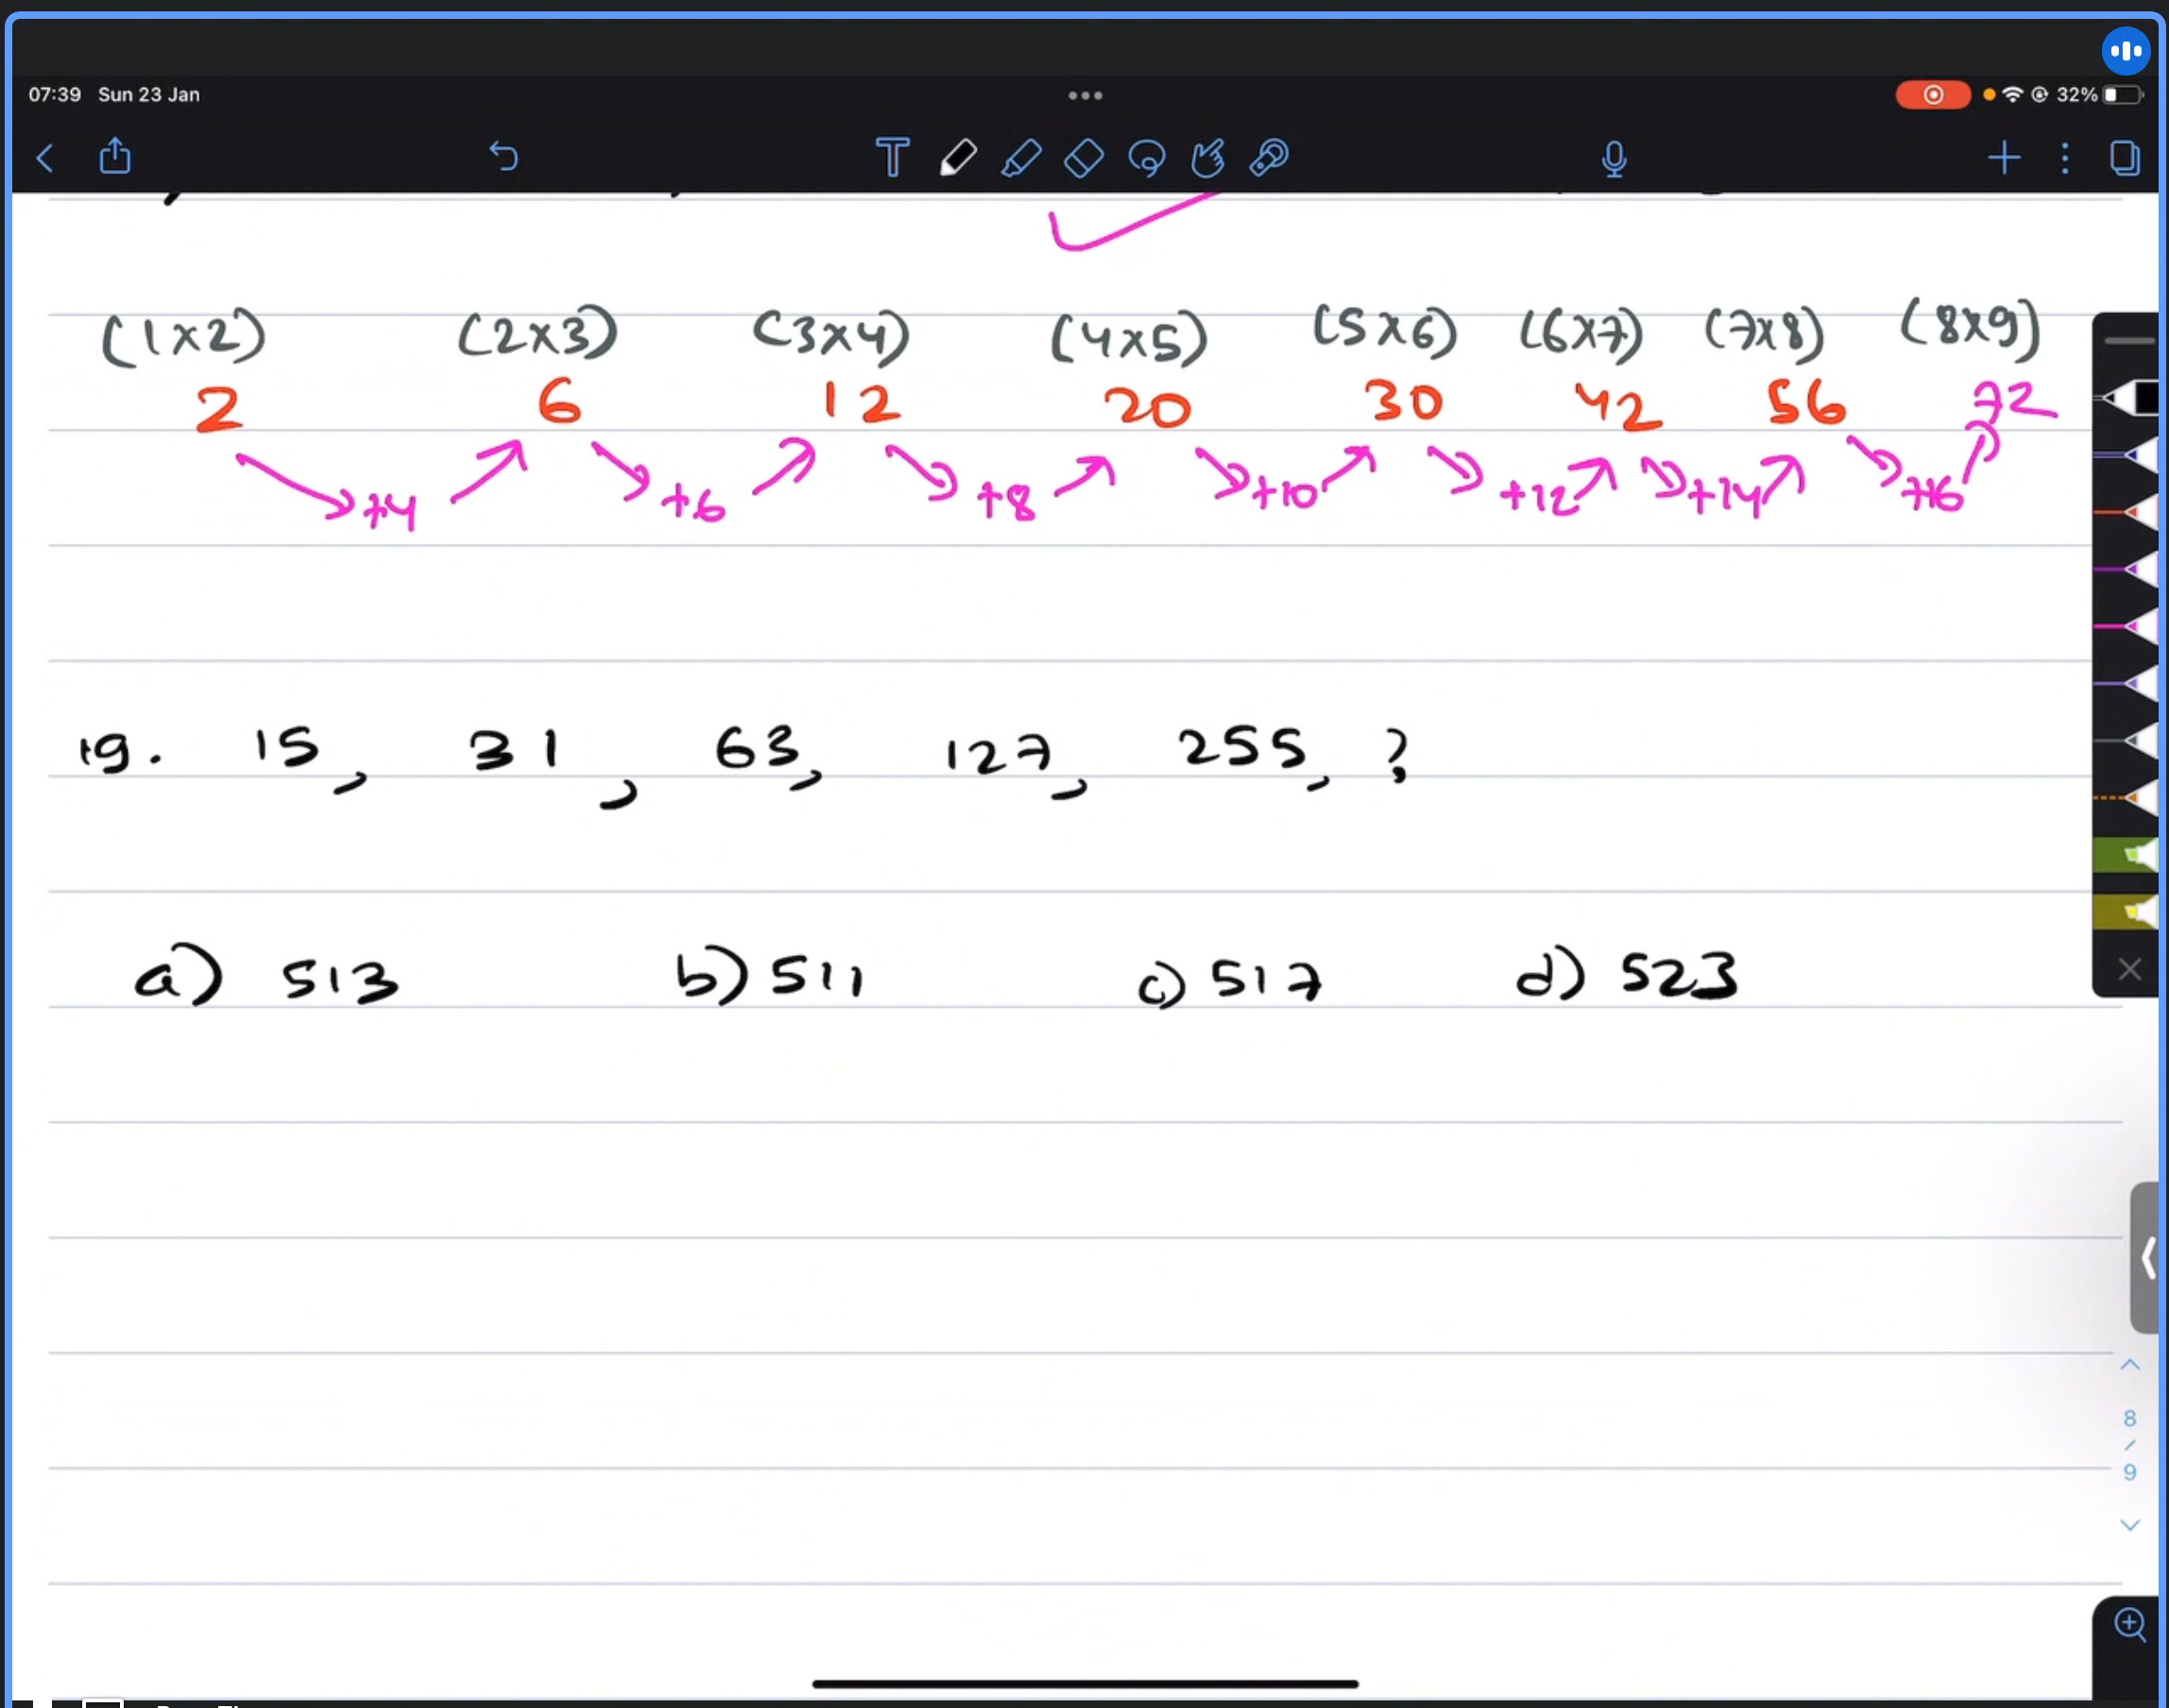 07:39 Sun 23 Jan 32%
(1x2) (2x3) (3x4) (4x5) (5x6) (6x7) (7x8) (8x9)
2 6 12 20 30 42 56 72
+4 +6 +8 +10 +12 +14 +16
19. 15, 31, 63, 127, 255, ?
a) 513 b) 511 c) 517 d) 523
8
/
9